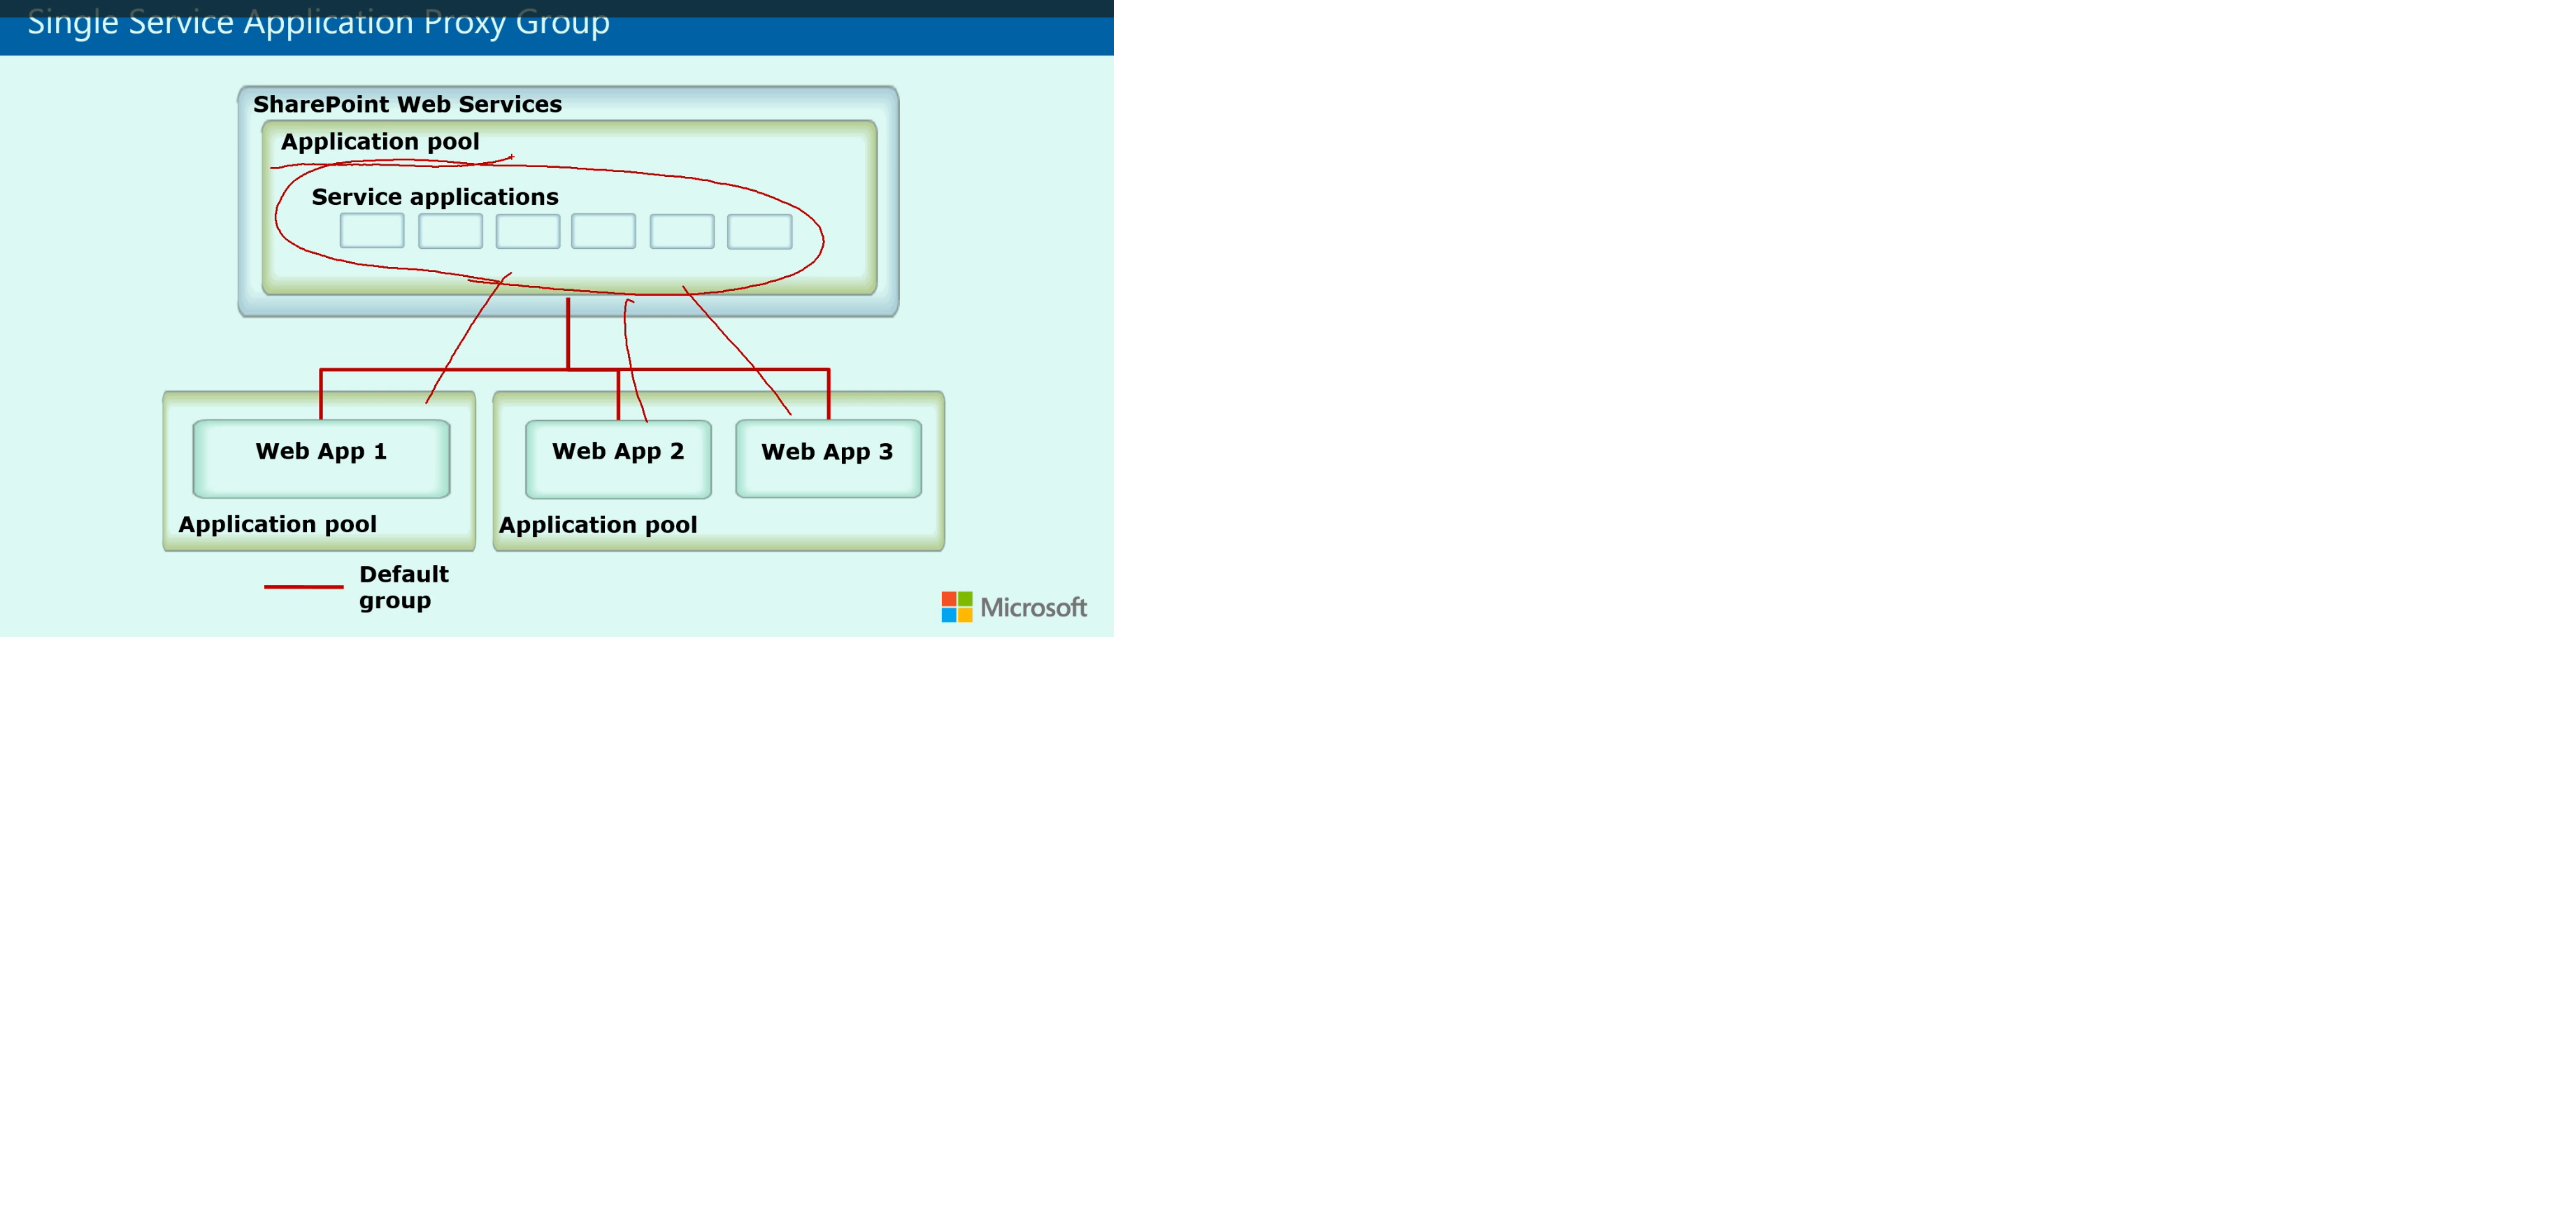 Single Service Application Proxy Group
SharePoint Web Services
Application pool
Service applications
Web App 1
Web App 2
Web App 3
Application pool
Application pool
Default
group
Microsoft